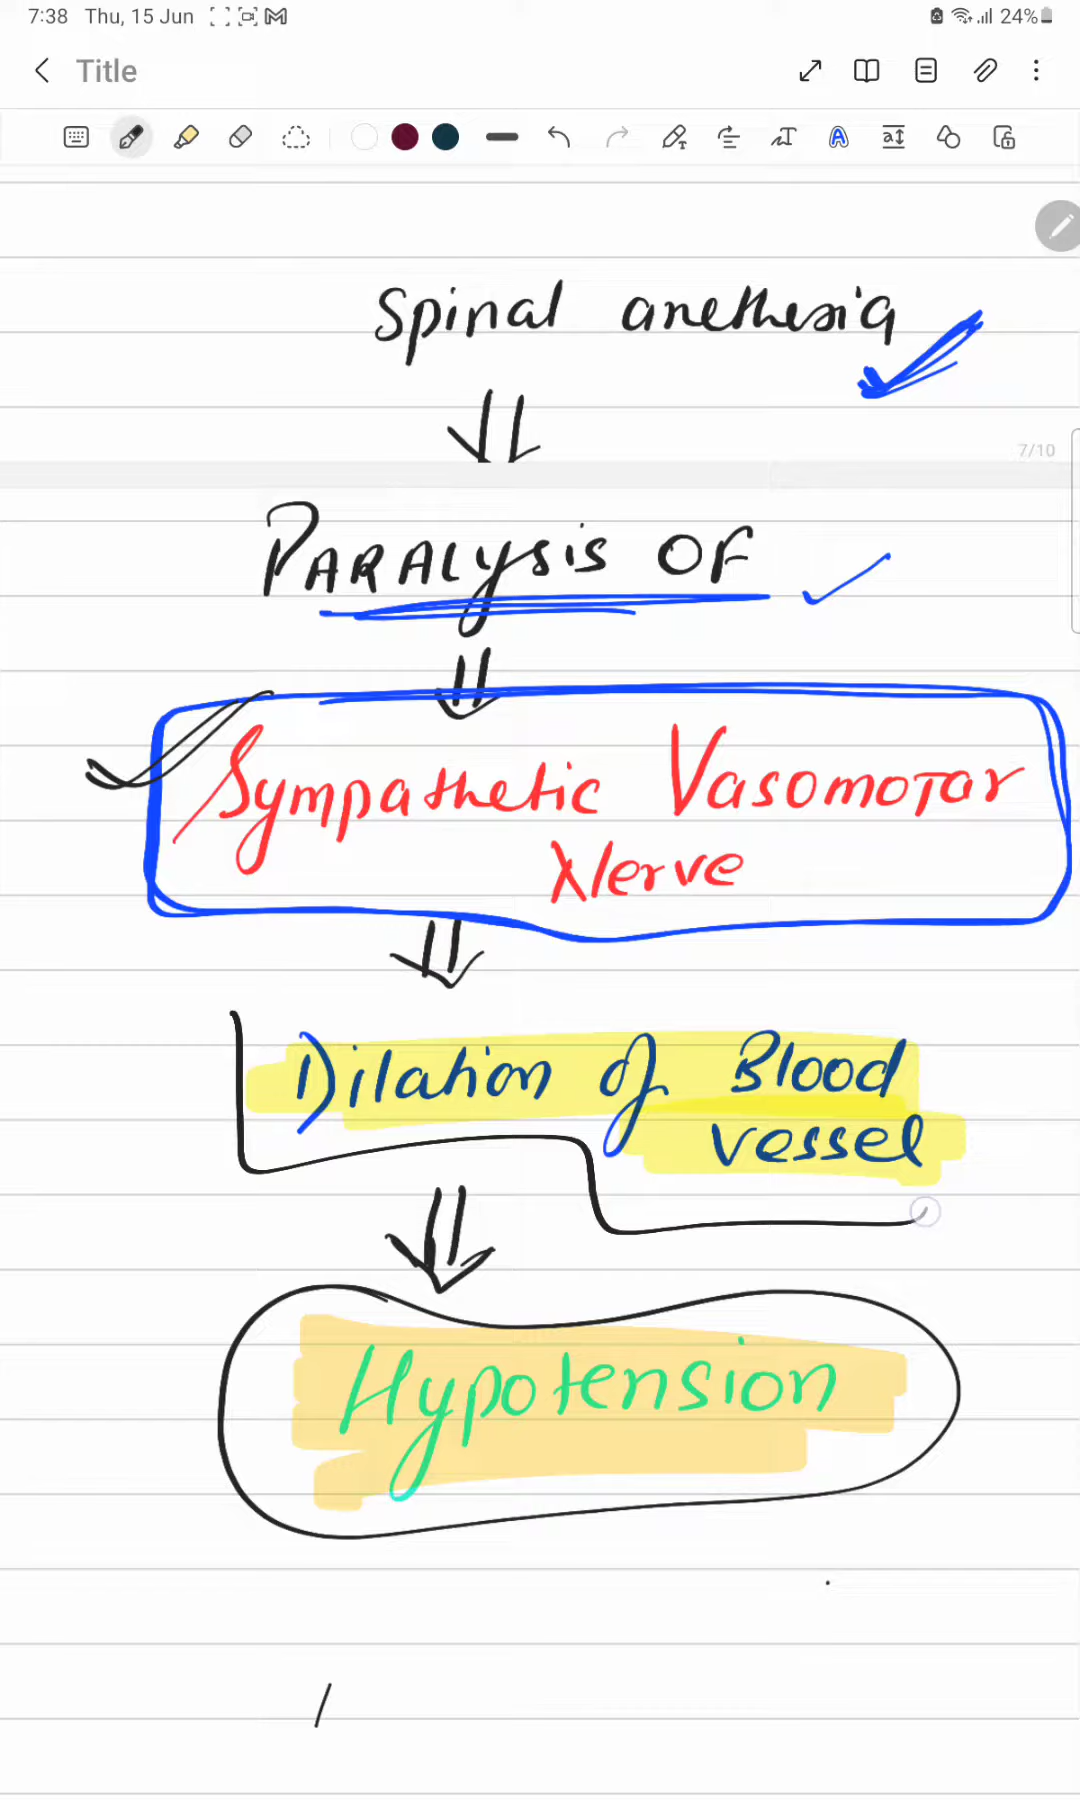 7:38 Thu, 15 Jun 24%
Title
Spinal anethesia
7/10
PARALYSIS OF
Sympathetic Vasomotor
Nerve
Dilation of Blood
vessel
Hypotension